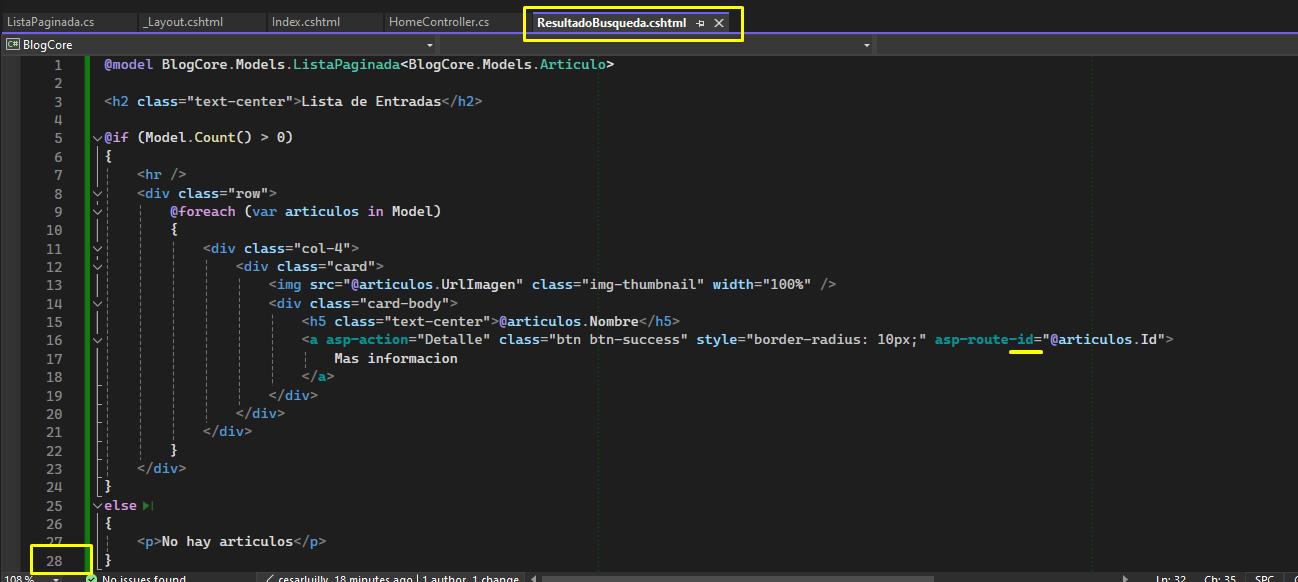 ListaPaginada.cs _Layout.cshtml Index.cshtml HomeController.cs ResultadoBusqueda.cshtml
C# BlogCore
1 @model BlogCore.Models.ListaPaginada<BlogCore.Models.Articulo>
2
3 <h2 class="text-center">Lista de Entradas</h2>
4
5 @if (Model.Count() > 0)
6 {
7 <hr />
8 <div class="row">
9 @foreach (var articulos in Model)
10 {
11 <div class="col-4">
12 <div class="card">
13 <img src="@articulos.UrlImagen" class="img-thumbnail" width="100%" />
14 <div class="card-body">
15 <h5 class="text-center">@articulos.Nombre</h5>
16 <a asp-action="Detalle" class="btn btn-success" style="border-radius: 10px;" asp-route-id="@articulos.Id">
17 Mas informacion
18 </a>
19 </div>
20 </div>
21 </div>
22 }
23 </div>
24 }
25 else
26 {
27 <p>No hay articulos</p>
28 }
108 % No issues found cesarluilly, 18 minutes ago | 1 author, 1 change Ln: 32 Ch: 35 SPC